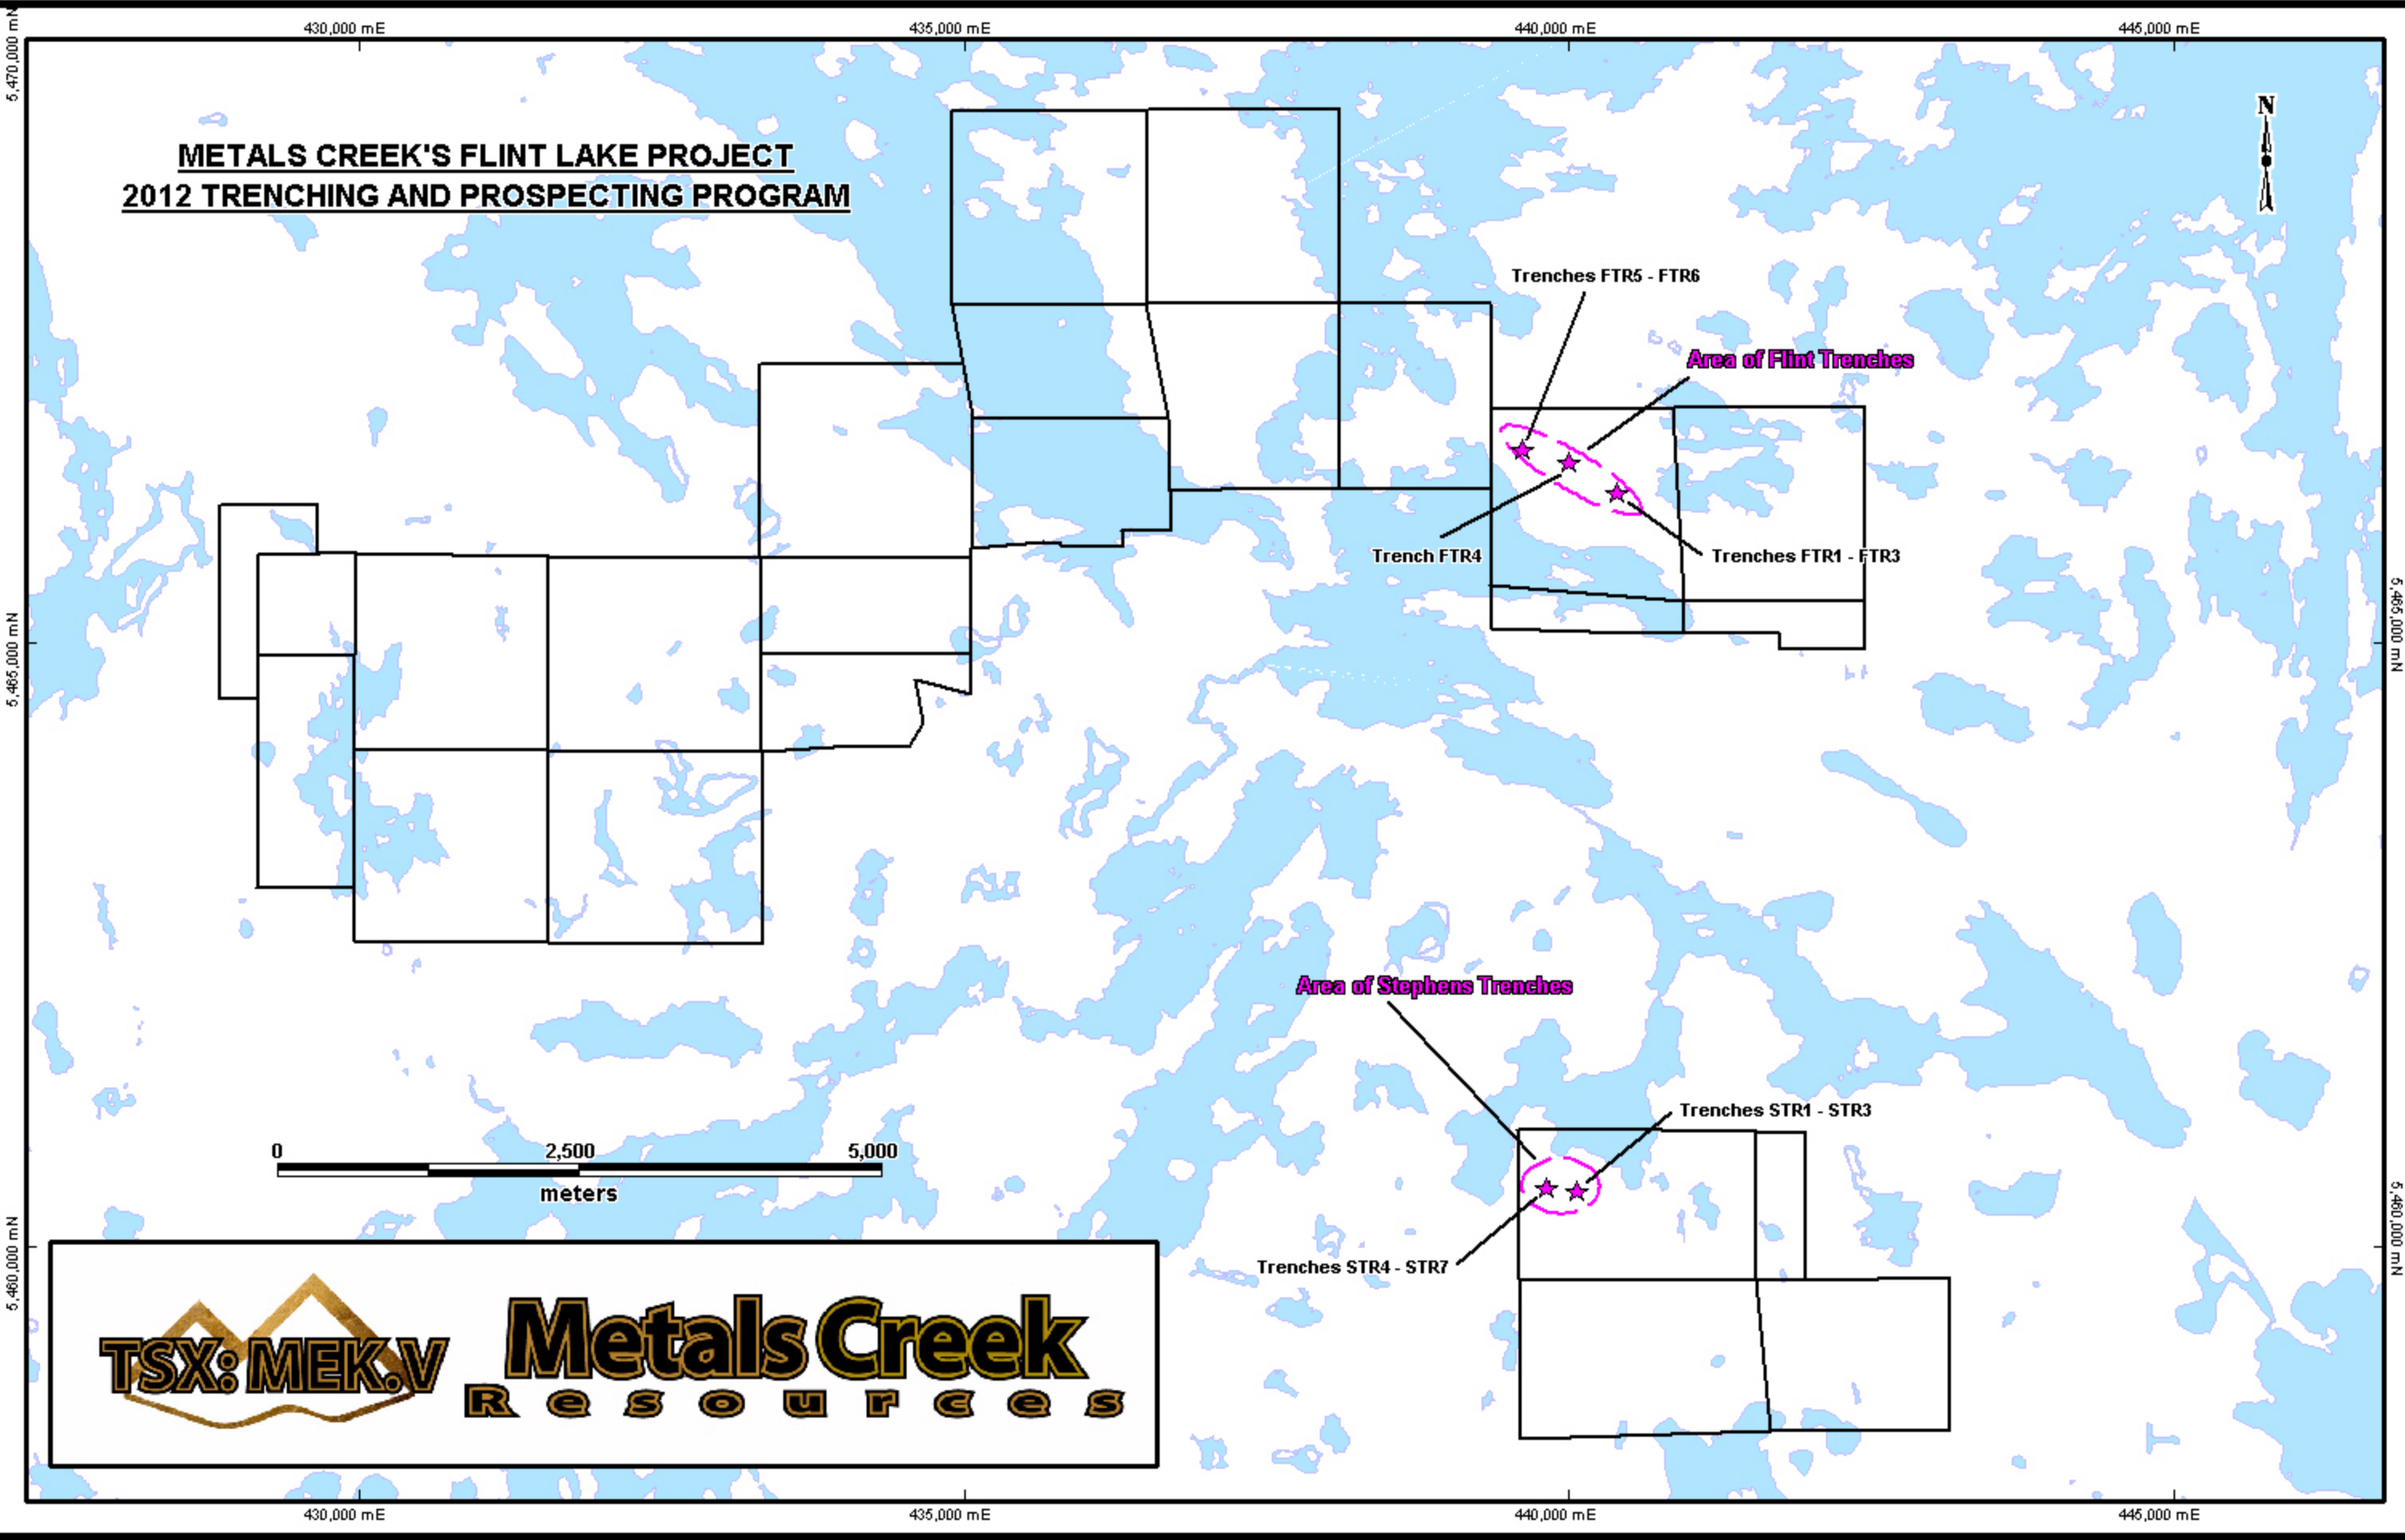 430,000 mE
435,000 mE
440,000 mE
445,000 mE
5,470,000 mN
N
METALS CREEK'S FLINT LAKE PROJECT
2012 TRENCHING AND PROSPECTING PROGRAM
Trenches FTR5 - FTR6
Area of Flint Trenches
Trench FTR4
Trenches FTR1 - FTR3
5,465,000 mN
5,465,000 mN
Area of Stephens Trenches
Trenches STR1 - STR3
0 2,500 5,000
meters
Trenches STR4 - STR7
5,460,000 mN
5,460,000 mN
TSX: MEK.V
Metals Creek
Resources
430,000 mE
435,000 mE
440,000 mE
445,000 mE